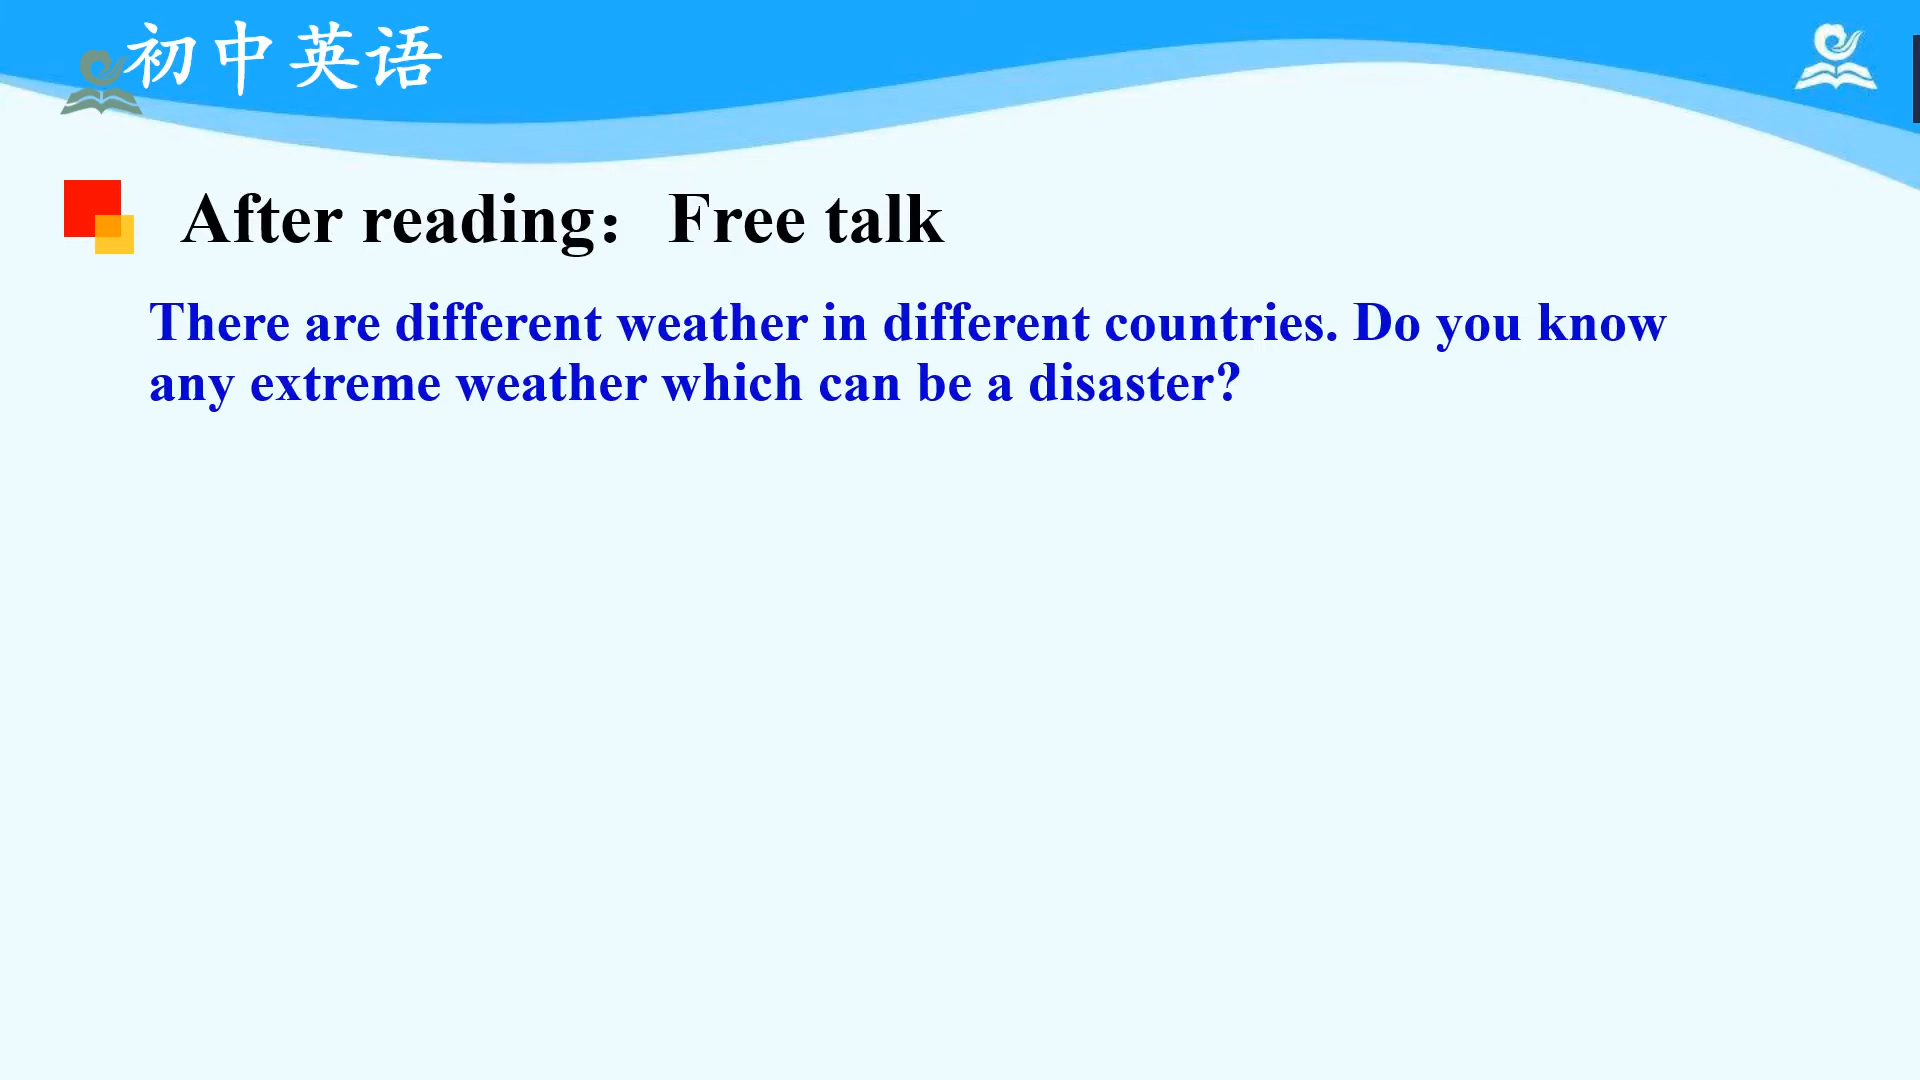 初中英语
After reading：Free talk
There are different weather in different countries. Do you know
any extreme weather which can be a disaster?